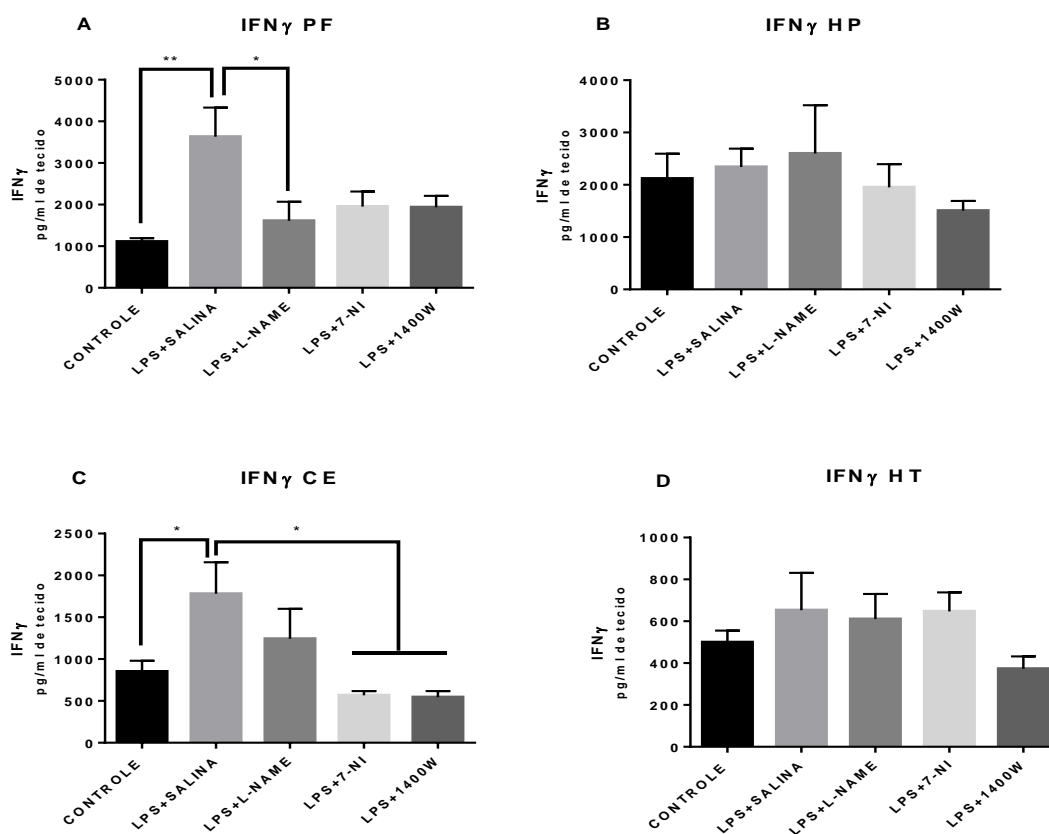 A
IFNγ PF
**
*
5000
4000
3000
2000
1000
0
IFNγ
pg/ml de tecido
CONTROLE
LPS+SALINA
LPS+L-NAME
LPS+7-NI
LPS+1400W
B
IFNγ HP
4000
3000
2000
1000
0
IFNγ
pg/ml de tecido
CONTROLE
LPS+SALINA
LPS+L-NAME
LPS+7-NI
LPS+1400W
C
IFNγ CE
*
*
2500
2000
1500
1000
500
0
IFNγ
pg/ml de tecido
CONTROLE
LPS+SALINA
LPS+L-NAME
LPS+7-NI
LPS+1400W
D
IFNγ HT
1000
800
600
400
200
0
IFNγ
pg/ml de tecido
CONTROLE
LPS+SALINA
LPS+L-NAME
LPS+7-NI
LPS+1400W